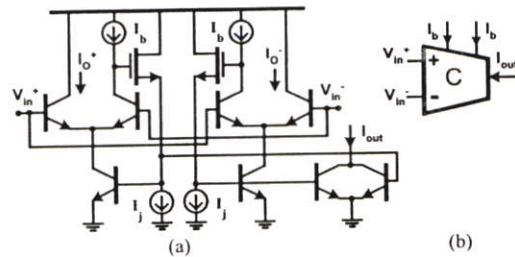 I_b
I_b
I_O^+
I_O^-
V_in^+
V_in^-
I_out
I_j
I_j
(a)
I_b
I_b
V_in^+
+
C
I_out
V_in^-
-
(b)